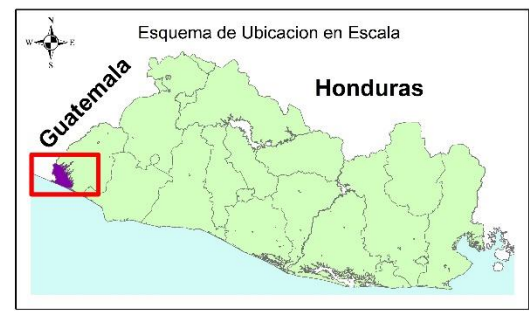 Esquema de Ubicacion en Escala
N
W E
S
Guatemala
Honduras